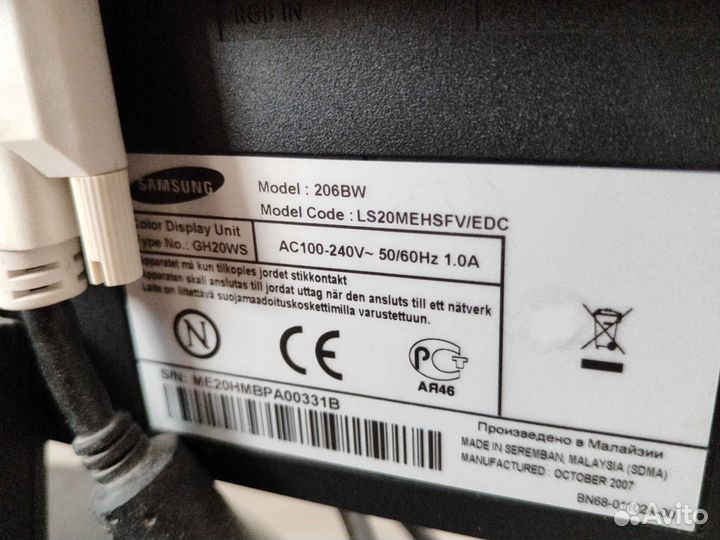 RGB IN
SAMSUNG
Model : 206BW
Model Code : LS20MEHSFV/EDC
Color Display Unit
Type No.: GH20WS
AC100-240V~ 50/60Hz 1.0A
Apparatet må kun tilkoples jordet stikkontakt
Apparaten skall anslutas till jordat uttag när den ansluts till ett nätverk
Laite on liitettävä suojamaadoituskoskettimilla varustettuun.
N
CE
РСТ
АЯ46
S/N: ME20HMBPA00331B
Произведено в Малайзии
MADE IN SEREMBAN, MALAYSIA (SDMA)
MANUFACTURED : OCTOBER 2007
Avito